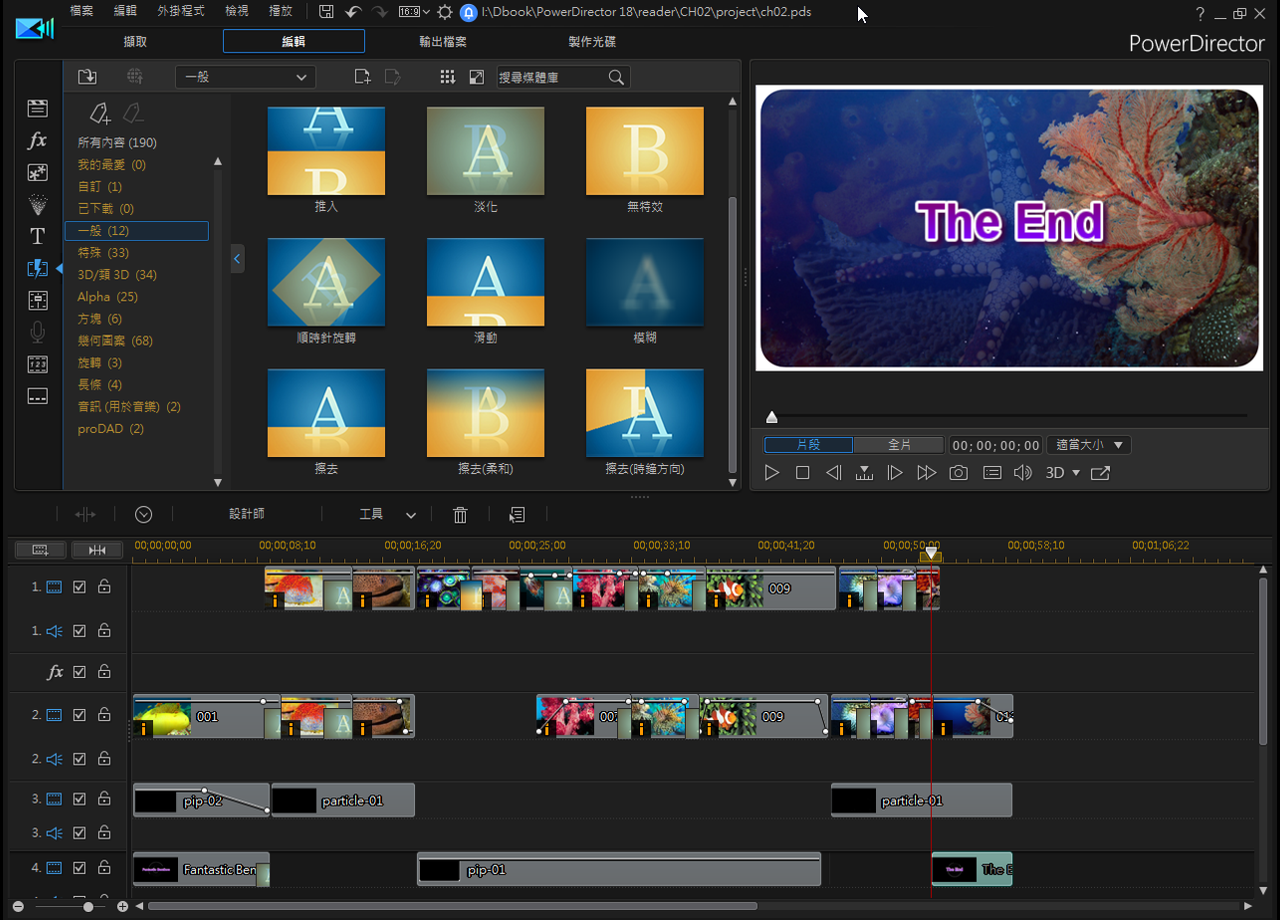 檔案 編輯 外掛程式 檢視 播放 16:9 I:\Dbook\PowerDirector 18\reader\CH02\project\ch02.pds ?
擷取 編輯 輸出檔案 製作光碟 PowerDirector
一般 搜尋媒體庫
所有內容 (190)
我的最愛 (0)
自訂 (1)
已下載 (0)
一般 (12)
特殊 (33)
3D/類 3D (34)
Alpha (25)
方塊 (6)
幾何圖案 (68)
旋轉 (3)
長條 (4)
音訊 (用於音樂) (2)
proDAD (2)
fx
T
123
推入 淡化 無特效
順時針旋轉 滑動 模糊
擦去 擦去(柔和) 擦去(時鐘方向)
The End
片段 全片 00;00;00;00 適當大小
3D
設計師 工具
00;00;00;00 00;00;08;10 00;00;16;20 00;00;25;00 00;00;33;10 00;00;41;20 00;00;50;00 00;00;58;10 00;01;06;22
1. 009
1.
fx
2. 001 007 009
2.
3. pip-02 particle-01 particle-01
3.
4. Fantastic Ben pip-01 The E